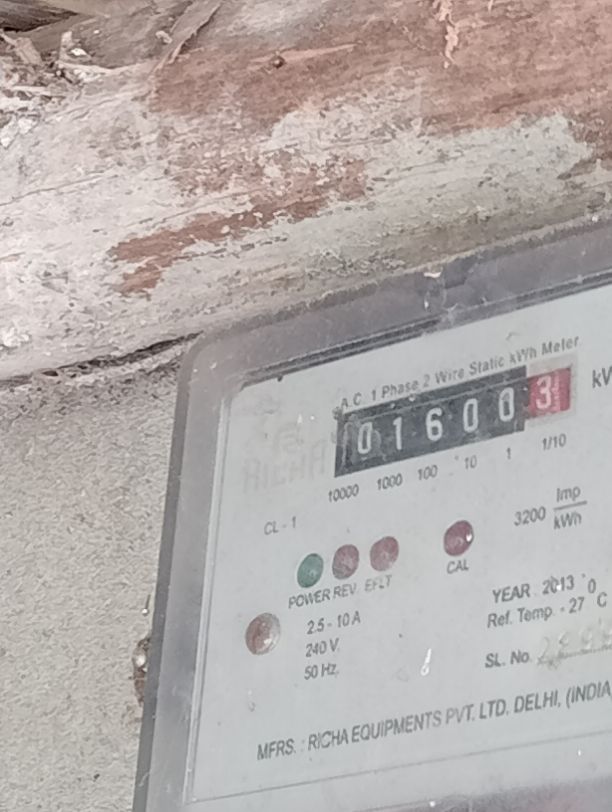 A.C. 1 Phase 2 Wire Static kWh Meter
RICHA
016003
10000 1000 100 10 1 1/10
CL - 1
3200 Imp
kWh
POWER REV. E/LT
CAL
YEAR 2013
Ref. Temp. - 27 °C
2.5 - 10 A
240 V.
50 Hz.
SL. No.
MFRS. : RICHA EQUIPMENTS PVT. LTD. DELHI, (INDIA